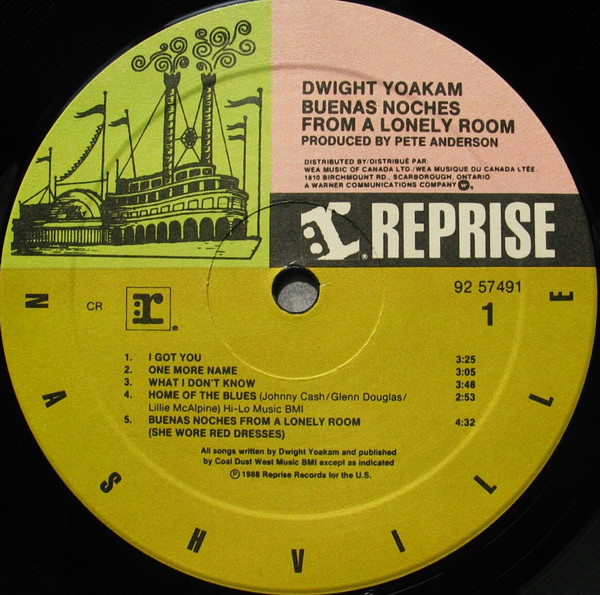 DWIGHT YOAKAM
BUENAS NOCHES
FROM A LONELY ROOM
PRODUCED BY PETE ANDERSON
DISTRIBUTED BY/DISTRIBUÉ PAR:
WEA MUSIC OF CANADA LTD./WEA MUSIQUE DU CANADA LTÉE.
1810 BIRCHMOUNT RD., SCARBOROUGH, ONTARIO
A WARNER COMMUNICATIONS COMPANY W ®
r® REPRISE
CR r®
92 57491
1
1. I GOT YOU 3:25
2. ONE MORE NAME 3:05
3. WHAT I DON'T KNOW 3:48
4. HOME OF THE BLUES (Johnny Cash/Glenn Douglas/ 2:53
Lillie McAlpine) Hi-Lo Music BMI
5. BUENAS NOCHES FROM A LONELY ROOM 4:32
(SHE WORE RED DRESSES)
All songs written by Dwight Yoakam and published
by Coal Dust West Music BMI except as indicated
Ⓟ 1988 Reprise Records for the U.S.
NASHVILLE